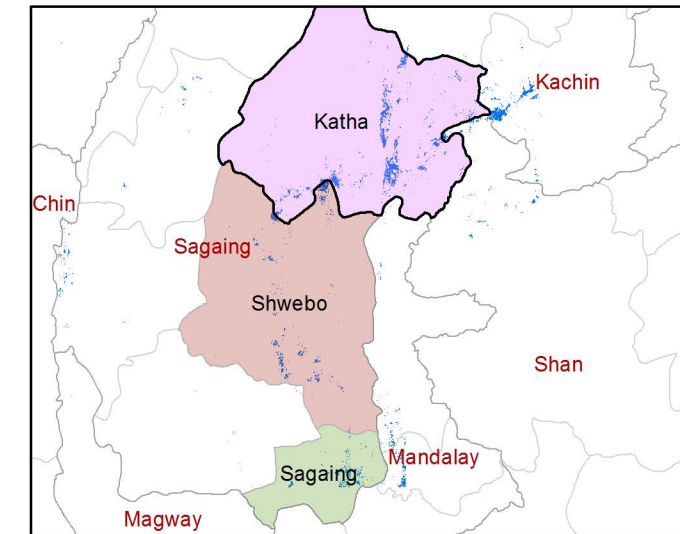 Kachin
Katha
Chin
Sagaing
Shwebo
Shan
Mandalay
Sagaing
Magway